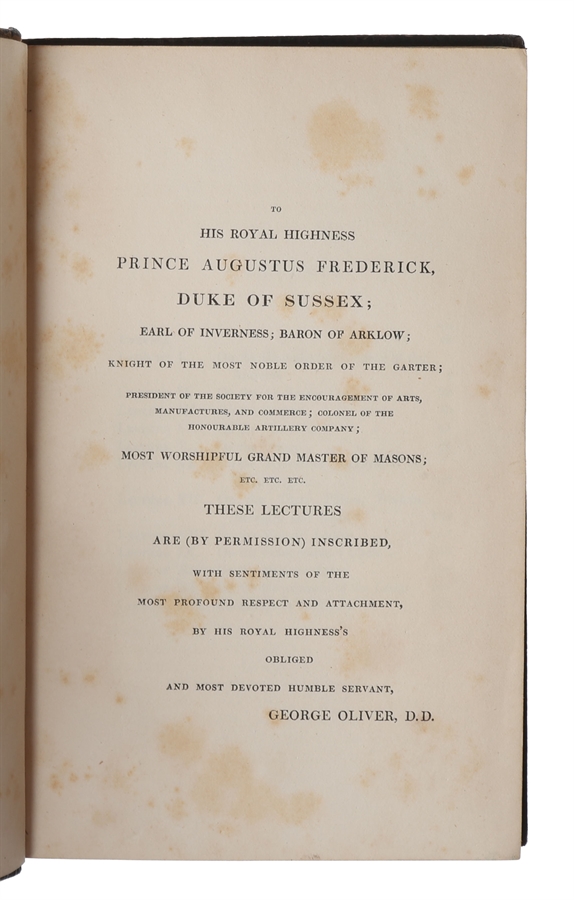 TO
HIS ROYAL HIGHNESS
PRINCE AUGUSTUS FREDERICK,
DUKE OF SUSSEX;
EARL OF INVERNESS; BARON OF ARKLOW;
KNIGHT OF THE MOST NOBLE ORDER OF THE GARTER;
PRESIDENT OF THE SOCIETY FOR THE ENCOURAGEMENT OF ARTS,
MANUFACTURES, AND COMMERCE; COLONEL OF THE
HONOURABLE ARTILLERY COMPANY;
MOST WORSHIPFUL GRAND MASTER OF MASONS;
ETC. ETC. ETC.
THESE LECTURES
ARE (BY PERMISSION) INSCRIBED,
WITH SENTIMENTS OF THE
MOST PROFOUND RESPECT AND ATTACHMENT,
BY HIS ROYAL HIGHNESS'S
OBLIGED
AND MOST DEVOTED HUMBLE SERVANT,
GEORGE OLIVER, D.D.